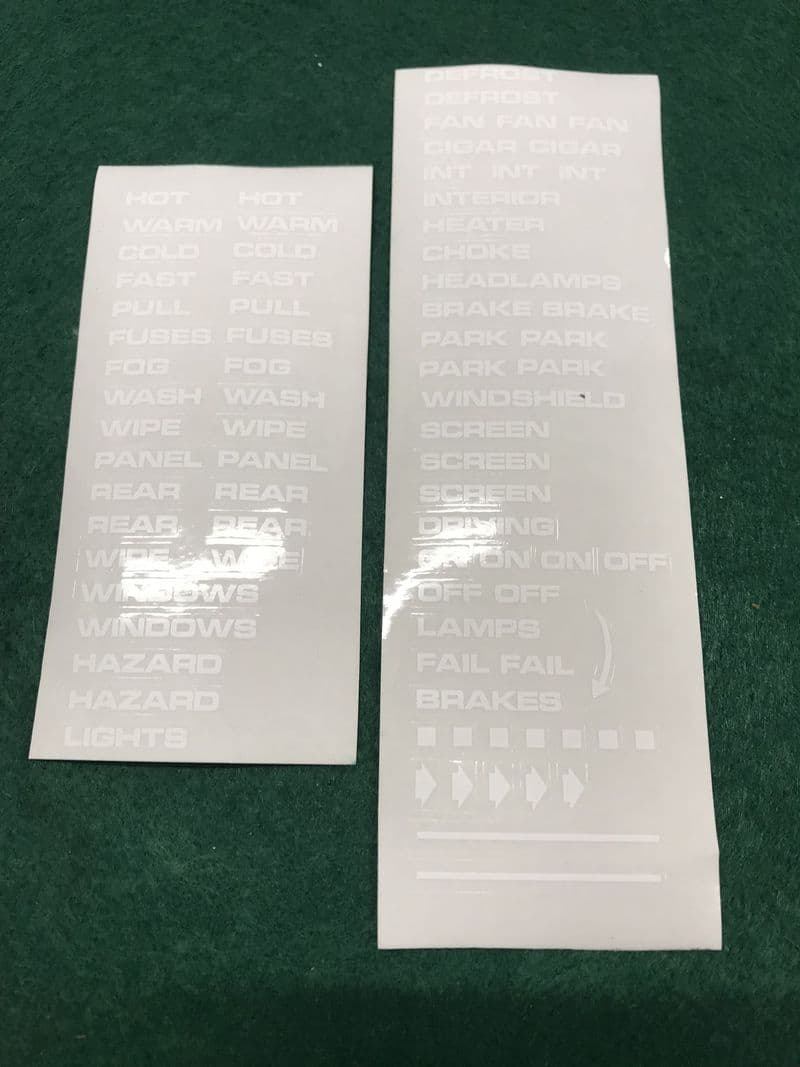 HOT HOT
WARM WARM
COLD COLD
FAST FAST
PULL PULL
FUSES FUSES
FOG FOG
WASH WASH
WIPE WIPE
PANEL PANEL
REAR REAR
REAR REAR
WIPE WIPE
WINDOWS
WINDOWS
HAZARD
HAZARD
LIGHTS
DEFROST
DEFROST
FAN FAN FAN
CIGAR CIGAR
INT INT INT
INTERIOR
HEATER
CHOKE
HEADLAMPS
BRAKE BRAKE
PARK PARK
PARK PARK
WINDSHIELD
SCREEN
SCREEN
SCREEN
DRIVING
ON ON ON OFF
OFF OFF
LAMPS
FAIL FAIL
BRAKES